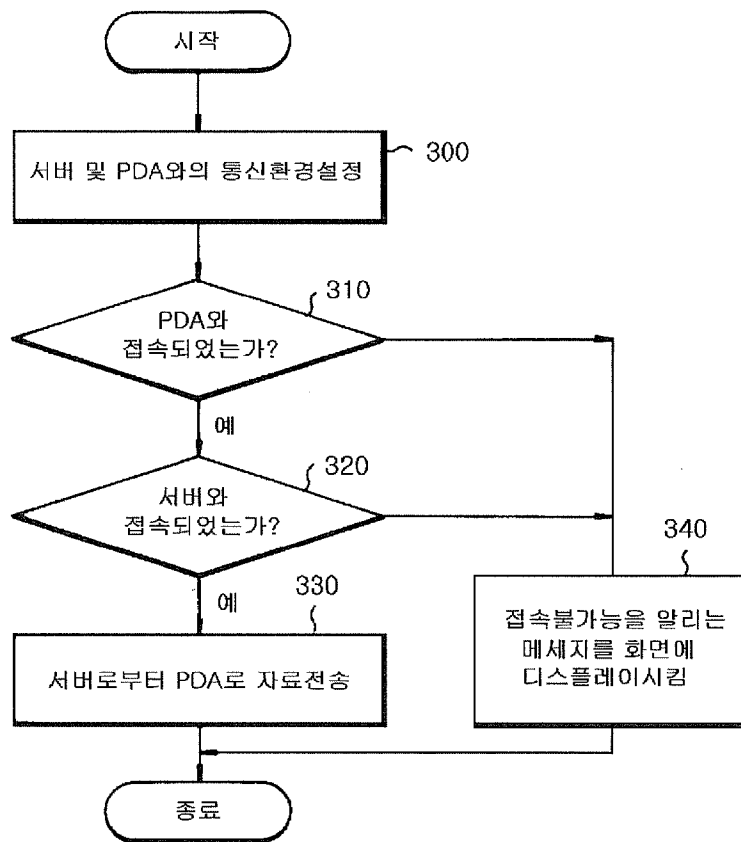 시작
서버 및 PDA와의 통신환경설정
300
310
PDA와
접속되었는가?
예
320
서버와
접속되었는가?
예
330
서버로부터 PDA로 자료전송
340
접속불가능을 알리는
메세지를 화면에
디스플레이시킴
종료